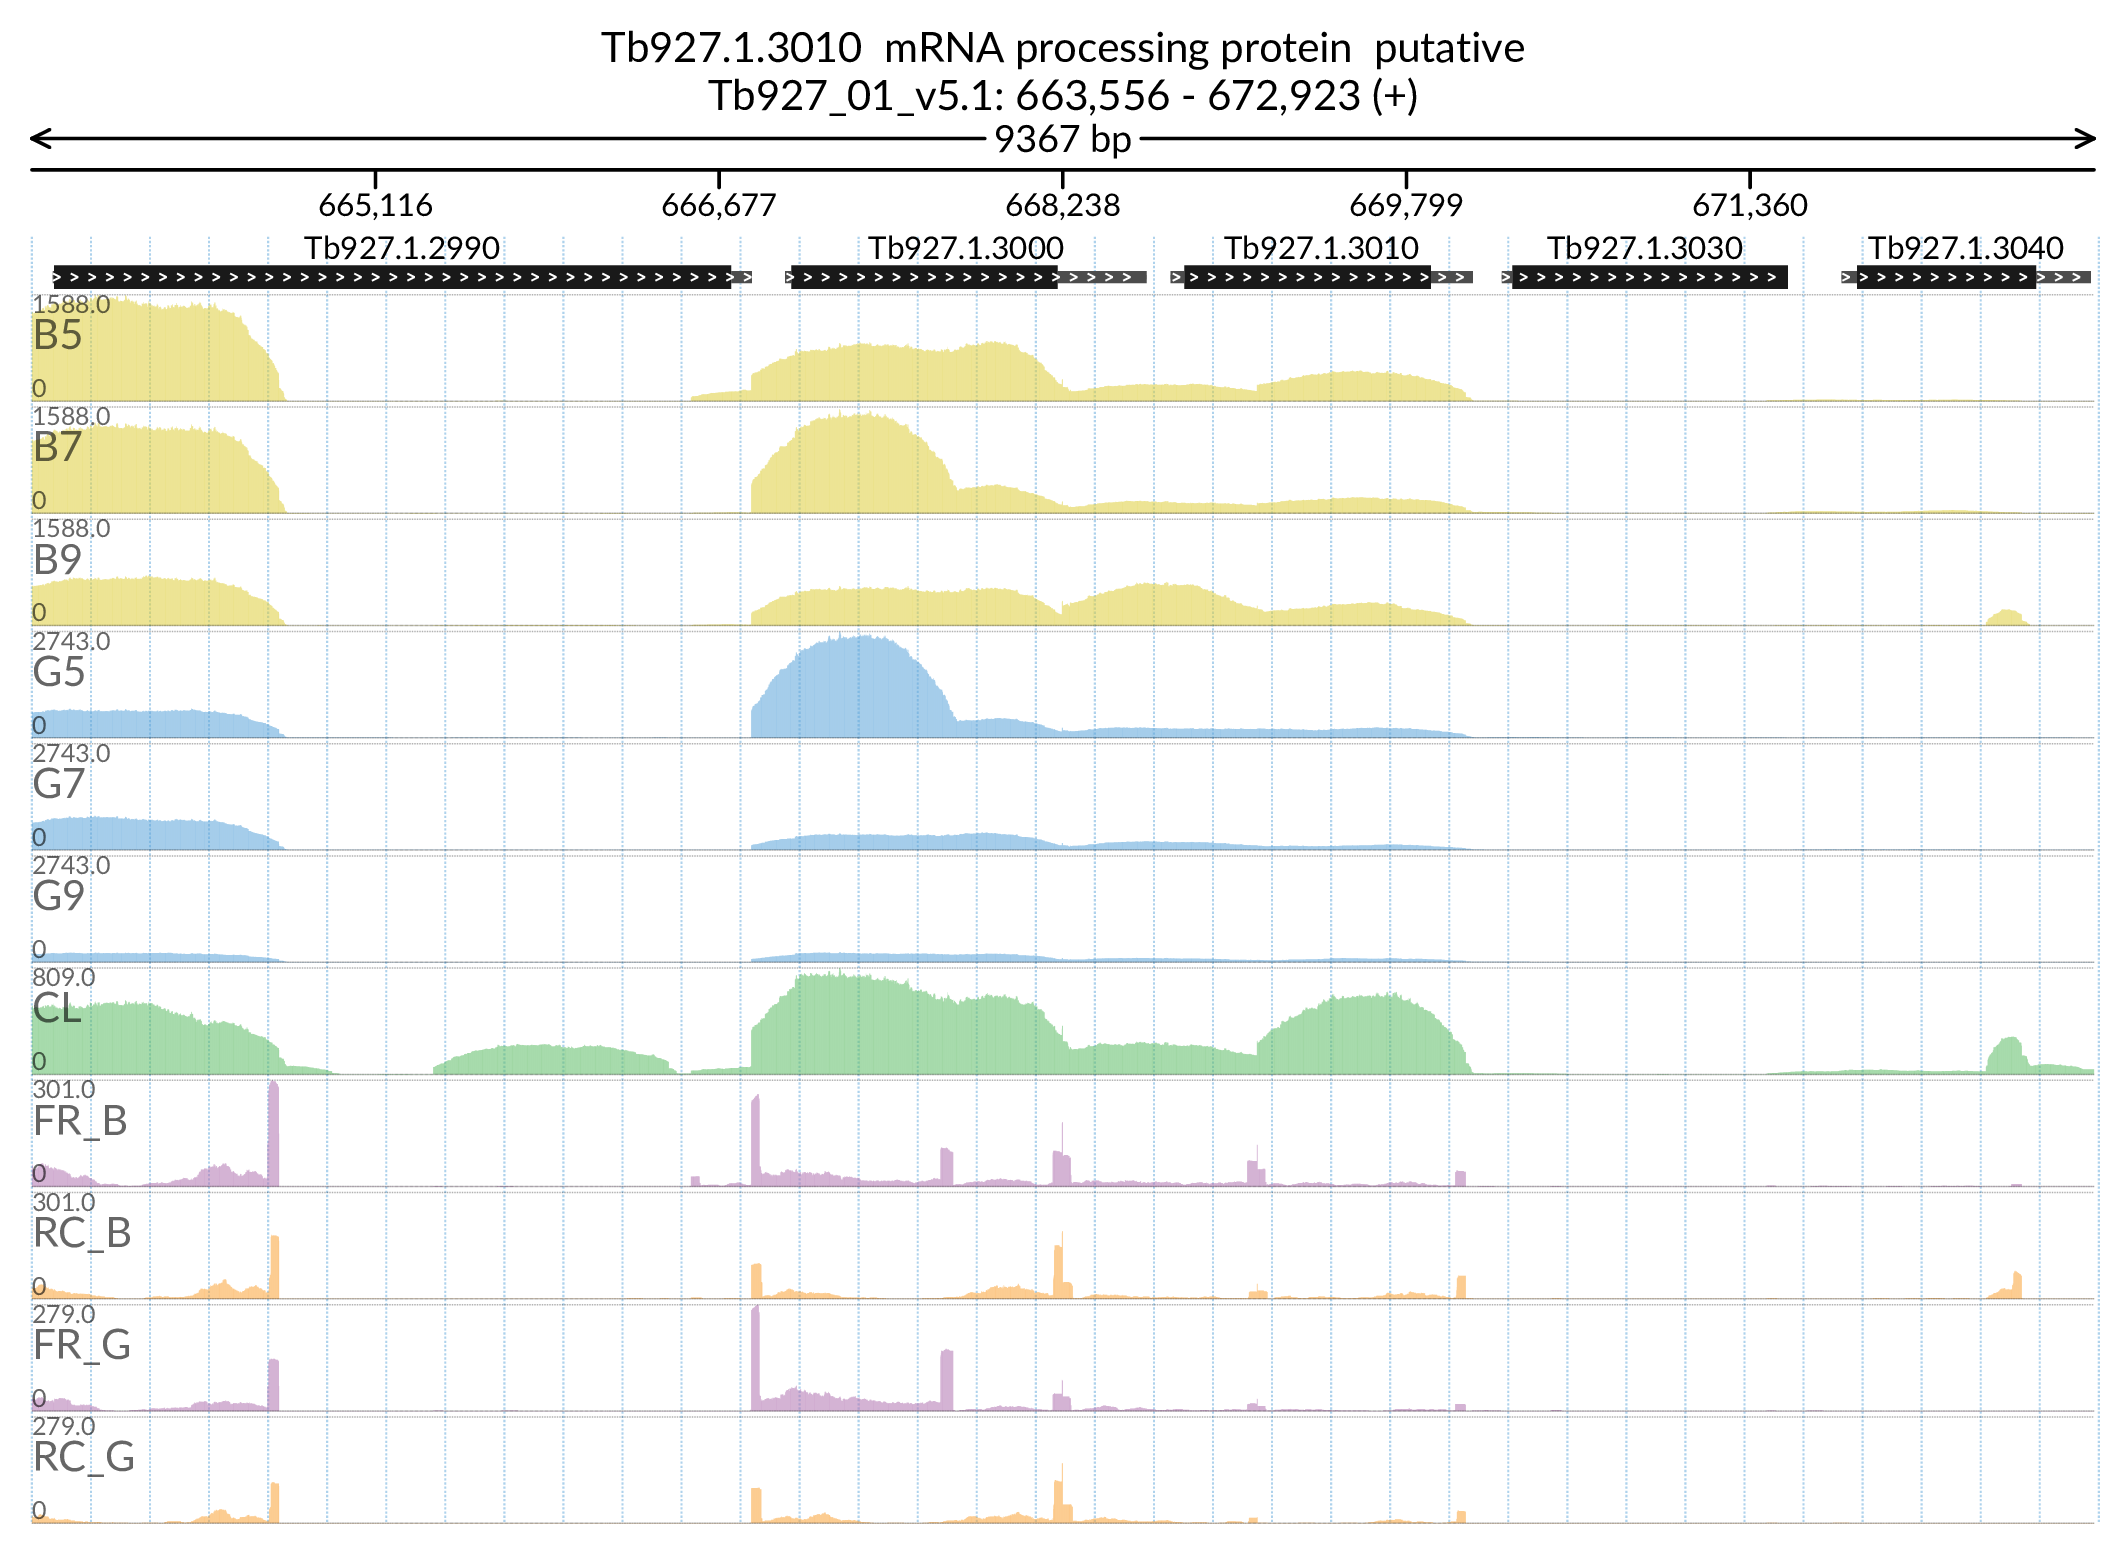 Tb927.1.3010  mRNA processing protein  putative
Tb927_01_v5.1: 663,556 - 672,923 (+)
9367 bp
665,116 666,677 668,238 669,799 671,360
Tb927.1.2990 Tb927.1.3000 Tb927.1.3010 Tb927.1.3030 Tb927.1.3040
1588.0
B5
0
1588.0
B7
0
1588.0
B9
0
2743.0
G5
0
2743.0
G7
0
2743.0
G9
0
809.0
CL
0
301.0
FR_B
0
301.0
RC_B
0
279.0
FR_G
0
279.0
RC_G
0